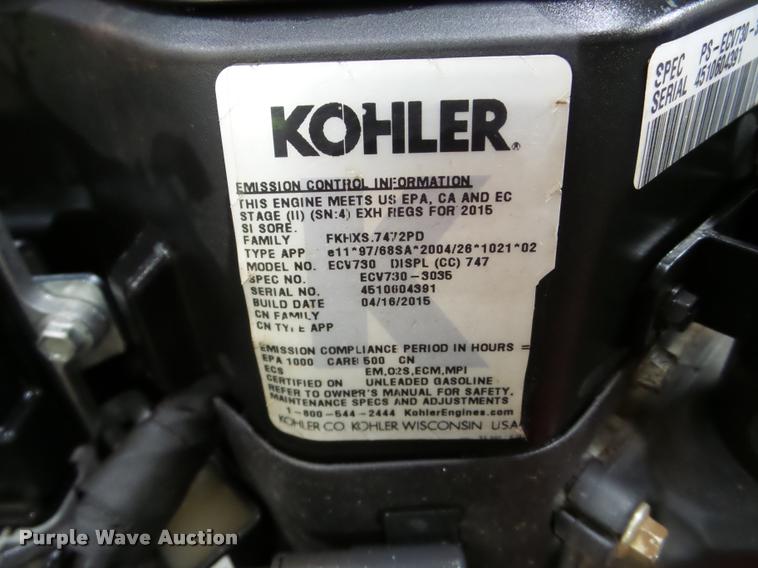 KOHLER®
EMISSION CONTROL INFORMATION
THIS ENGINE MEETS US EPA, CA AND EC
STAGE (II) (SN:4) EXH REGS FOR 2015
SI SORE.
FAMILY FKHXS.7472PD
TYPE APP e11*97/68SA*2004/26*1021*02
MODEL NO. ECV730 DISPL (CC) 747
SPEC NO. ECV730-3035
SERIAL NO. 4510604391
BUILD DATE 04/16/2015
CN FAMILY
CN TYPE APP
EMISSION COMPLIANCE PERIOD IN HOURS =
EPA 1000 CARB 500 CN
ECS EM,O2S,ECM,MPI
CERTIFIED ON UNLEADED GASOLINE
REFER TO OWNER'S MANUAL FOR SAFETY,
MAINTENANCE SPECS AND ADJUSTMENTS
1-800-544-2444 KohlerEngines.com
KOHLER CO. KOHLER WISCONSIN USA
SPEC PS-ECV730-3
SERIAL 4510604391
Purple Wave Auction
Purple Wave Auction